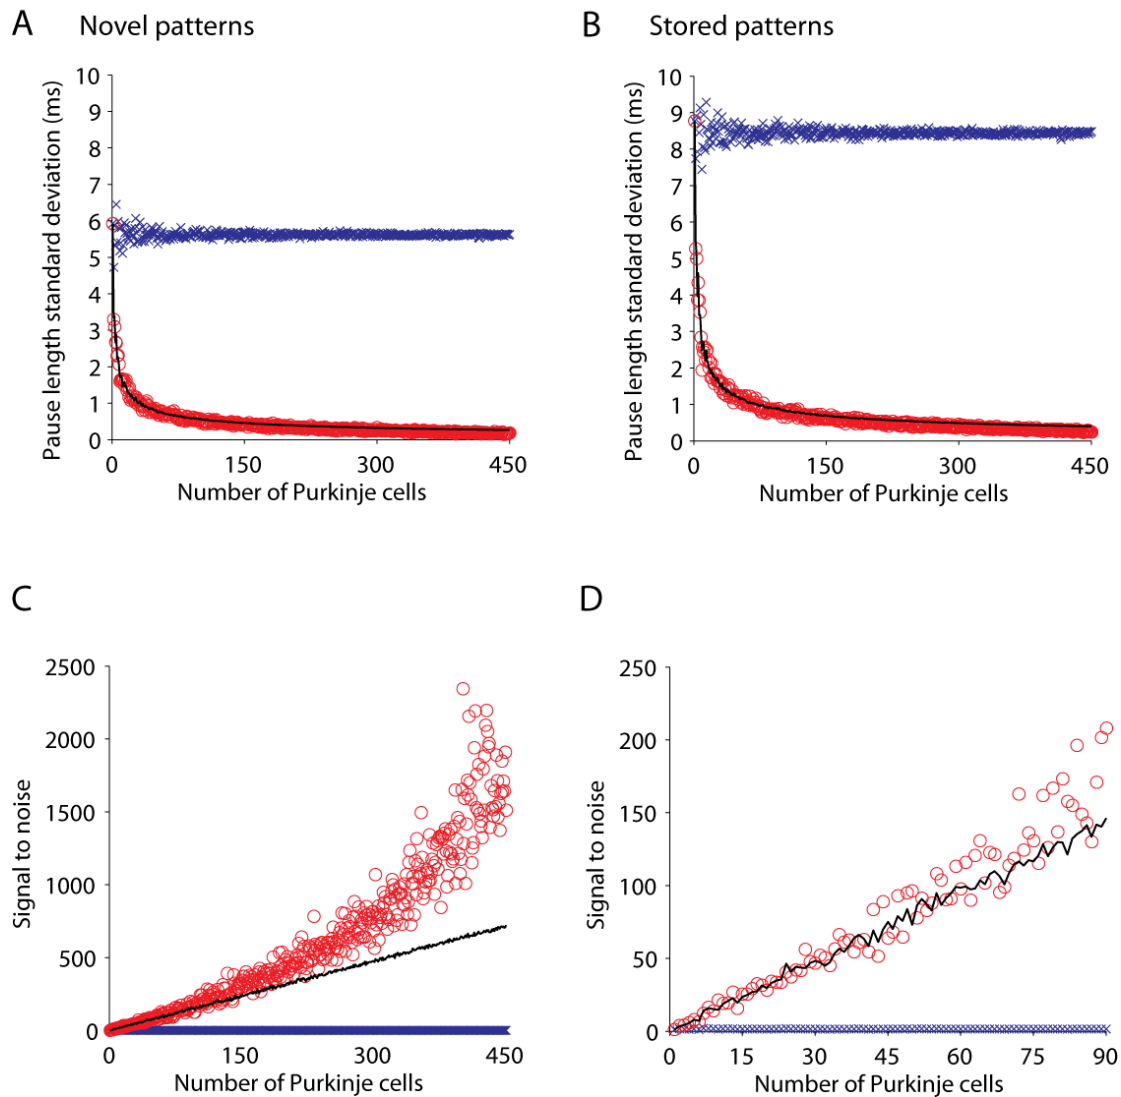 A Novel patterns
B Stored patterns
Pause length standard deviation (ms)
10
9
8
7
6
5
4
3
2
1
0
0 150 300 450
Number of Purkinje cells
Pause length standard deviation (ms)
10
9
8
7
6
5
4
3
2
1
0
0 150 300 450
Number of Purkinje cells
C
D
Signal to noise
2500
2000
1500
1000
500
0
0 150 300 450
Number of Purkinje cells
Signal to noise
250
200
150
100
50
0
0 15 30 45 60 75 90
Number of Purkinje cells